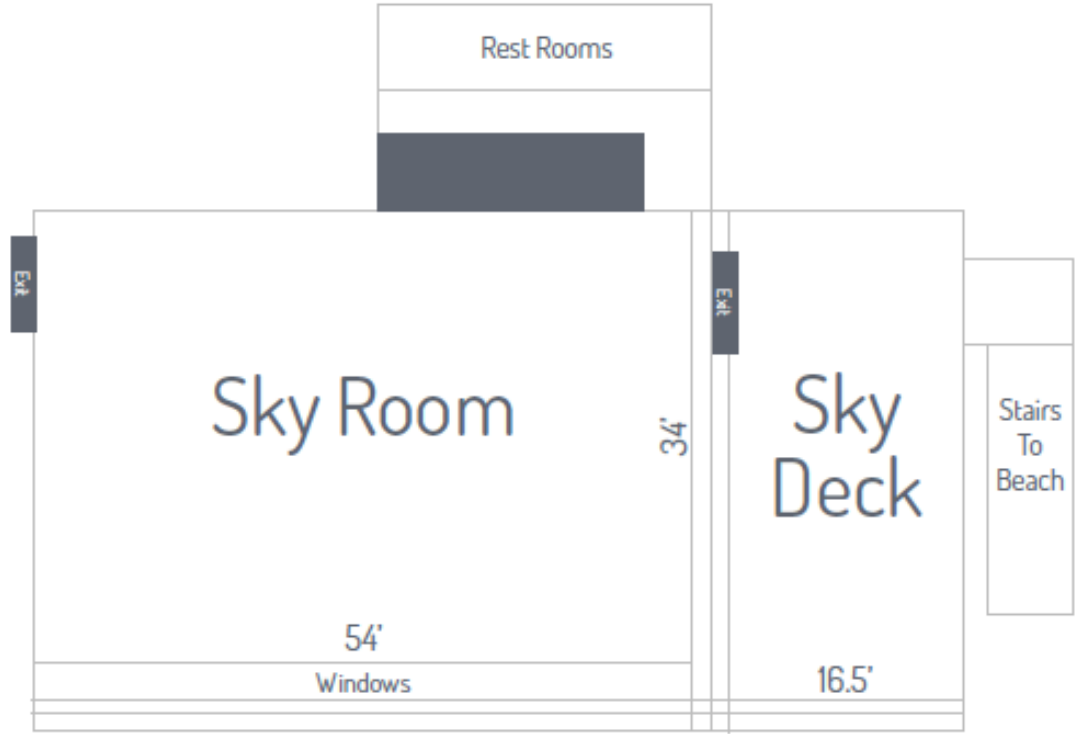 Rest Rooms
Exit
Exit
Sky Room
34'
Sky
Deck
Stairs
To
Beach
54'
Windows
16.5'